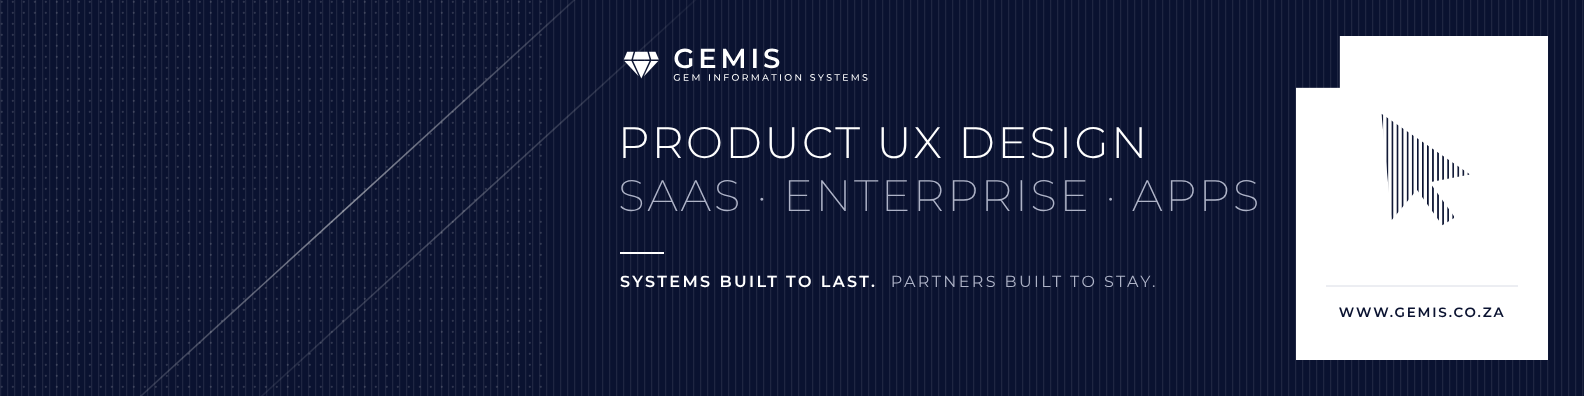 GEMIS
GEM INFORMATION SYSTEMS
PRODUCT UX DESIGN
SAAS · ENTERPRISE · APPS
SYSTEMS BUILT TO LAST. PARTNERS BUILT TO STAY.
WWW.GEMIS.CO.ZA